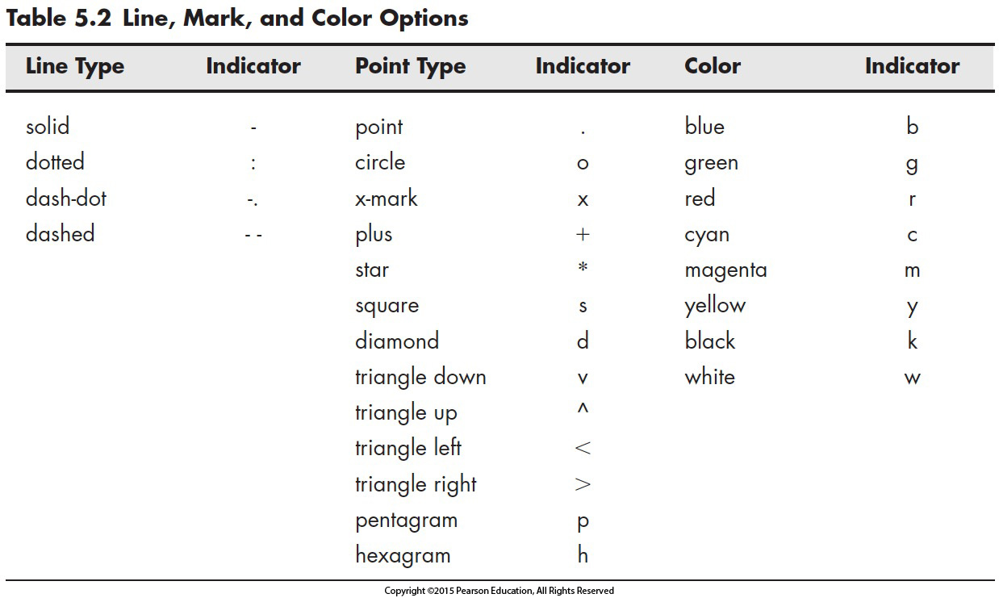 Table 5.2 Line, Mark, and Color Options
Line Type Indicator Point Type Indicator Color Indicator
solid - point . blue b
dotted : circle o green g
dash-dot -. x-mark x red r
dashed - - plus + cyan c
star * magenta m
square s yellow y
diamond d black k
triangle down v white w
triangle up ^
triangle left <
triangle right >
pentagram p
hexagram h
Copyright ©2015 Pearson Education, All Rights Reserved